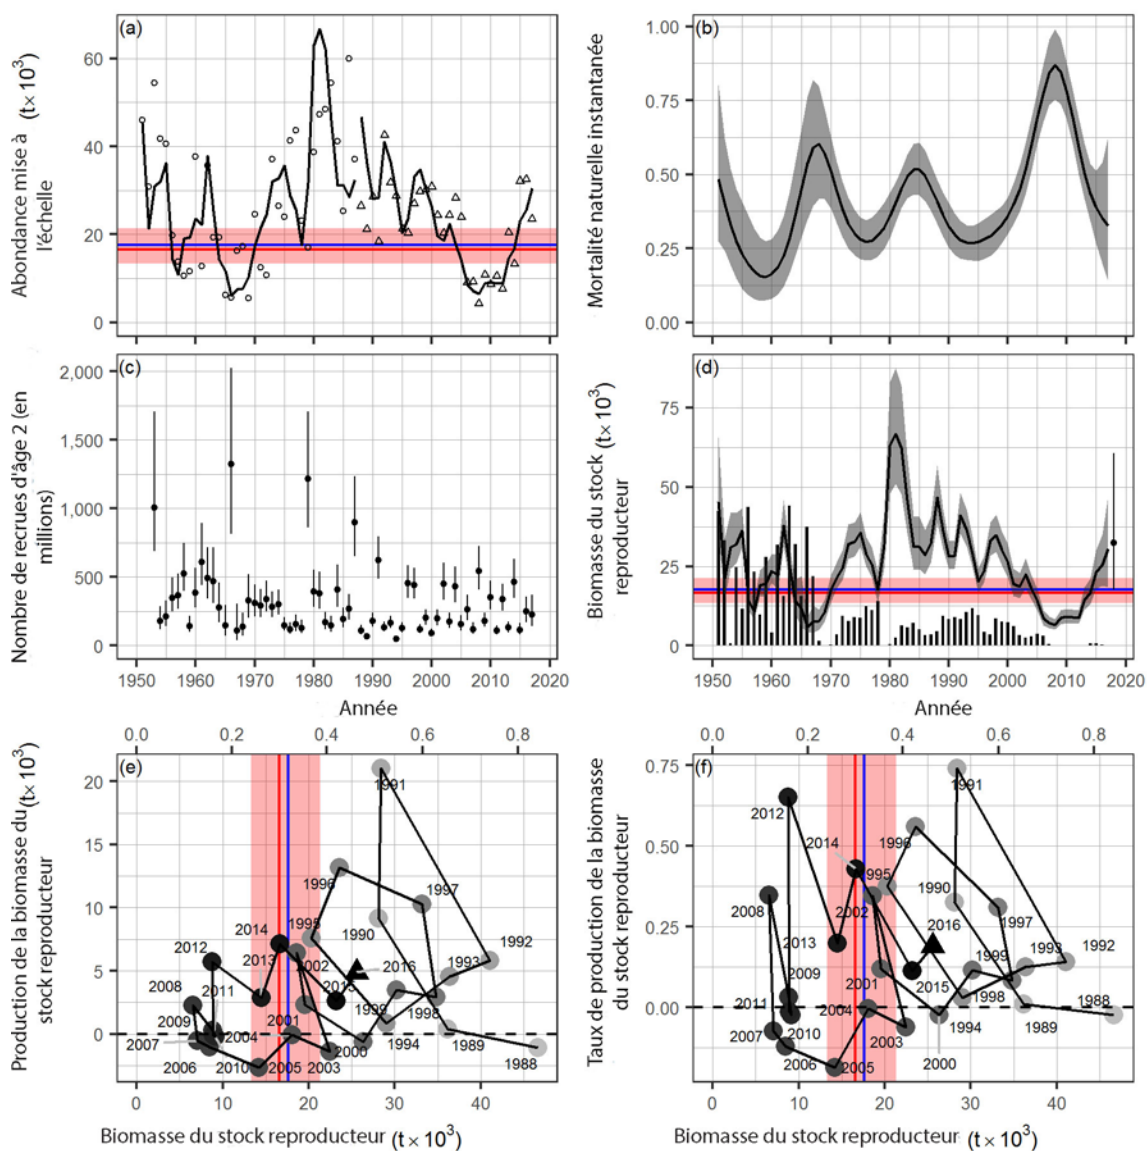 (a)
Abondance mise à
l'échelle
(t× 10³)
60
40
20
0
(b)
Mortalité naturelle instantanée
1.00
0.75
0.50
0.25
0.00
(c)
Nombre de recrues d'âge 2 (en
millions)
2,000
1,500
1,000
500
0
1950 1960 1970 1980 1990 2000 2010 2020
Année
(d)
Biomasse du stock
reproducteur
(t× 10³)
75
50
25
0
1950 1960 1970 1980 1990 2000 2010 2020
Année
0.0 0.2 0.4 0.6 0.8
(e)
Production de la biomasse du
stock reproducteur
(t× 10³)
20
15
10
5
0
1991
1996
1997
1995
1990
1992
2014
2012
2013
2002
2016
1993
2008
2011
2015
2009
2004
2001
1999
1998
2007
1994
1989
2006
2010
2005
2003
2000
1988
0 10 20 30 40
Biomasse du stock reproducteur (t × 10³)
0.0 0.2 0.4 0.6 0.8
(f)
Taux de production de la biomasse
du stock reproducteur
0.75
0.50
0.25
0.00
1991
2012
2014
1996
1995
1990
2008
2002
2016
1997
2013
1992
1993
1999
2009
2001
2015
2011
2004
1998
1988
2007
2010
2003
1994
1989
2006
2005
2000
0 10 20 30 40
Biomasse du stock reproducteur (t × 10³)